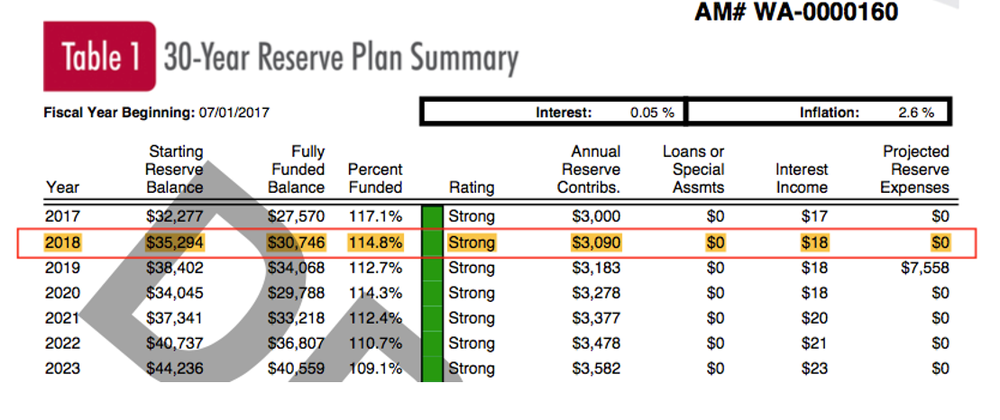 AM# WA-0000160
Table 1 30-Year Reserve Plan Summary
Fiscal Year Beginning: 07/01/2017 Interest: 0.05 % Inflation: 2.6 %
Starting Fully Annual Loans or Projected
Reserve Funded Percent Reserve Special Interest Reserve
Year Balance Balance Funded Rating Contribs. Assmts Income Expenses
2017 $32,277 $27,570 117.1% Strong $3,000 $0 $17 $0
2018 $35,294 $30,746 114.8% Strong $3,090 $0 $18 $0
2019 $38,402 $34,068 112.7% Strong $3,183 $0 $18 $7,558
2020 $34,045 $29,788 114.3% Strong $3,278 $0 $18 $0
2021 $37,341 $33,218 112.4% Strong $3,377 $0 $20 $0
2022 $40,737 $36,807 110.7% Strong $3,478 $0 $21 $0
2023 $44,236 $40,559 109.1% Strong $3,582 $0 $23 $0